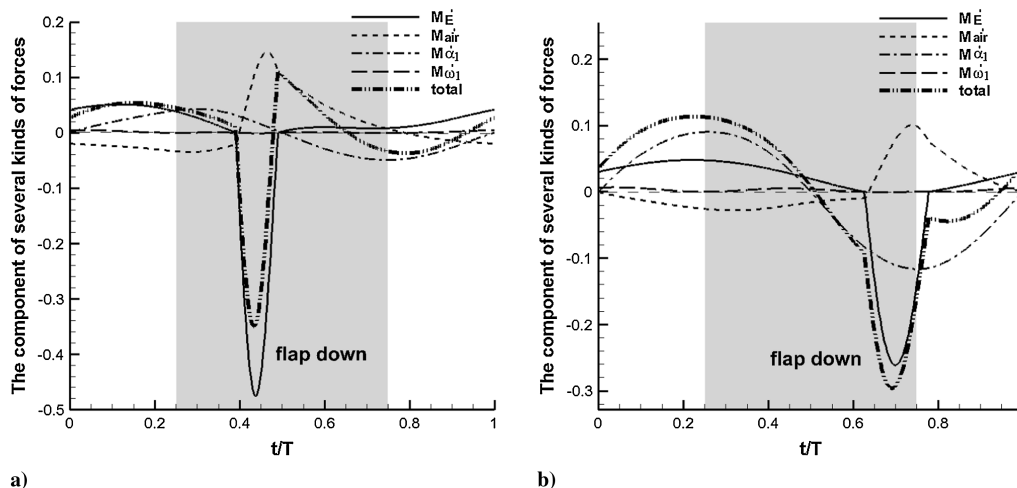 The component of several kinds of forces
0.2
0.1
0
-0.1
-0.2
-0.3
-0.4
-0.5
M_E'
M_air'
M_α̇1'
M_ω̇1'
total
flap down
0 0.2 0.4 0.6 0.8 1
t/T
a)
The component of several kinds of forces
0.2
0.1
0
-0.1
-0.2
-0.3
M_E'
M_air'
M_α̇1'
M_ω̇1'
total
flap down
0 0.2 0.4 0.6 0.8 1
t/T
b)